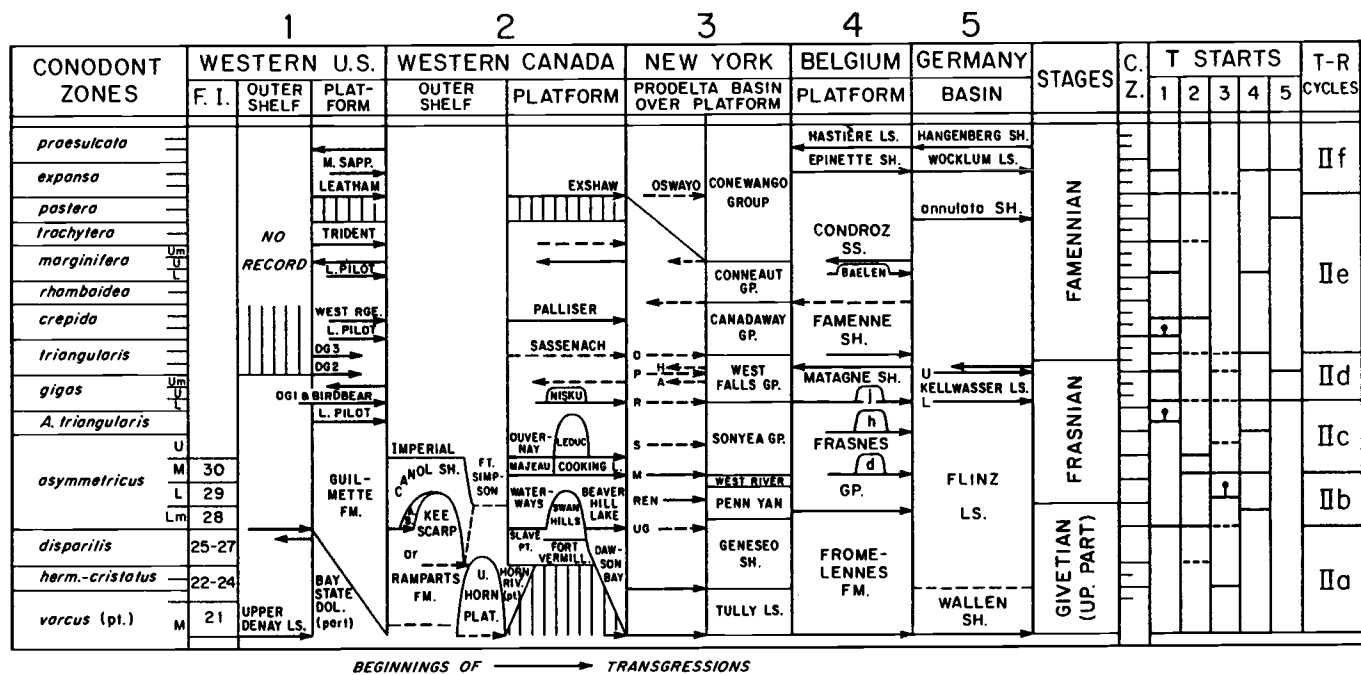 1 2 3 4 5
CONODONT ZONES
WESTERN U.S.
WESTERN CANADA
NEW YORK
BELGIUM
GERMANY
STAGES
C. Z.
T STARTS
T-R CYCLES
F. I.
OUTER SHELF
PLAT-
FORM
OUTER SHELF
PLATFORM
PRODELTA BASIN
OVER PLATFORM
PLATFORM
BASIN
1 2 3 4 5
praesulcata
expansa
postera
trachytera
marginifera
Um
U
L
rhomboidea
crepida
triangularis
gigas
Um
U
L
A. triangularis
asymmetricus
U
M
L
Lm
disparilis
herm.-cristatus
varcus (pt.)
M
30
29
28
25-27
22-24
21
NO
RECORD
UPPER
DENAY LS.
M. SAPP.
LEATHAM
TRIDENT
L. PILOT
WEST RGE.
L. PILOT
DG3
DG2
DG1 & BIRDBEAR
L. PILOT
GUIL-
METTE
FM.
BAY
STATE
DOL.
(part)
IMPERIAL
CANOL SH.
KEE
SCARP
or
RAMPARTS
FM.
FT.
SIMP-
SON
U.
HORN
PLAT.
EXSHAW
PALLISER
SASSENACH
NISKU
DUVER-
NAY
LEDUC
MAJEAU
COOKING L.
WATER-
WAYS
BEAVER
HILL
LAKE
SWAN
HILLS
SLAVE
PT.
FORT
VERMILL.
DAW-
SON
BAY
HORN
RIV.
(pt)
OSWAYO
D
H
P
A
R
S
M
REN
UG
CONEWANGO
GROUP
CONNEAUT
GP.
CANADAWAY
GP.
WEST
FALLS GP.
SONYEA GP.
WEST RIVER
PENN YAN
GENESEO
SH.
TULLY LS.
HASTIÈRE LS.
EPINETTE SH.
CONDROZ
SS.
BAELEN
FAMENNE
SH.
MATAGNE SH.
j
h
FRASNES
d
GP.
FROME-
LENNES
FM.
HANGENBERG SH.
WOCKLUM LS.
annulata SH.
U
KELLWASSER LS.
L
FLINZ
LS.
WALLEN
SH.
FAMENNIAN
FRASNIAN
GIVETIAN
(UP. PART)
IIf
IIe
IId
IIc
IIb
IIa
BEGINNINGS OF TRANSGRESSIONS